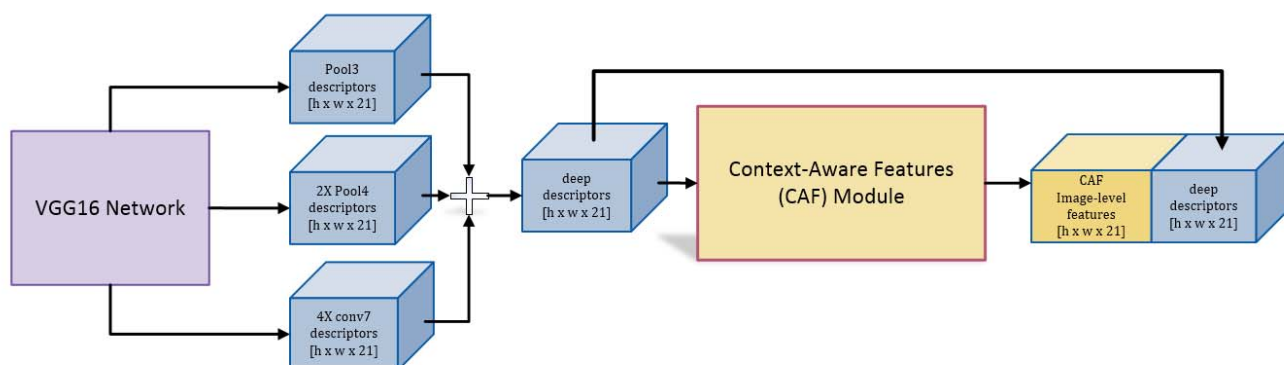 VGG16 Network
Pool3
descriptors
[h x w x 21]
2X Pool4
descriptors
[h x w x 21]
4X conv7
descriptors
[h x w x 21]
deep
descriptors
[h x w x 21]
Context-Aware Features
(CAF) Module
CAF
Image-level
features
[h x w x 21]
deep
descriptors
[h x w x 21]